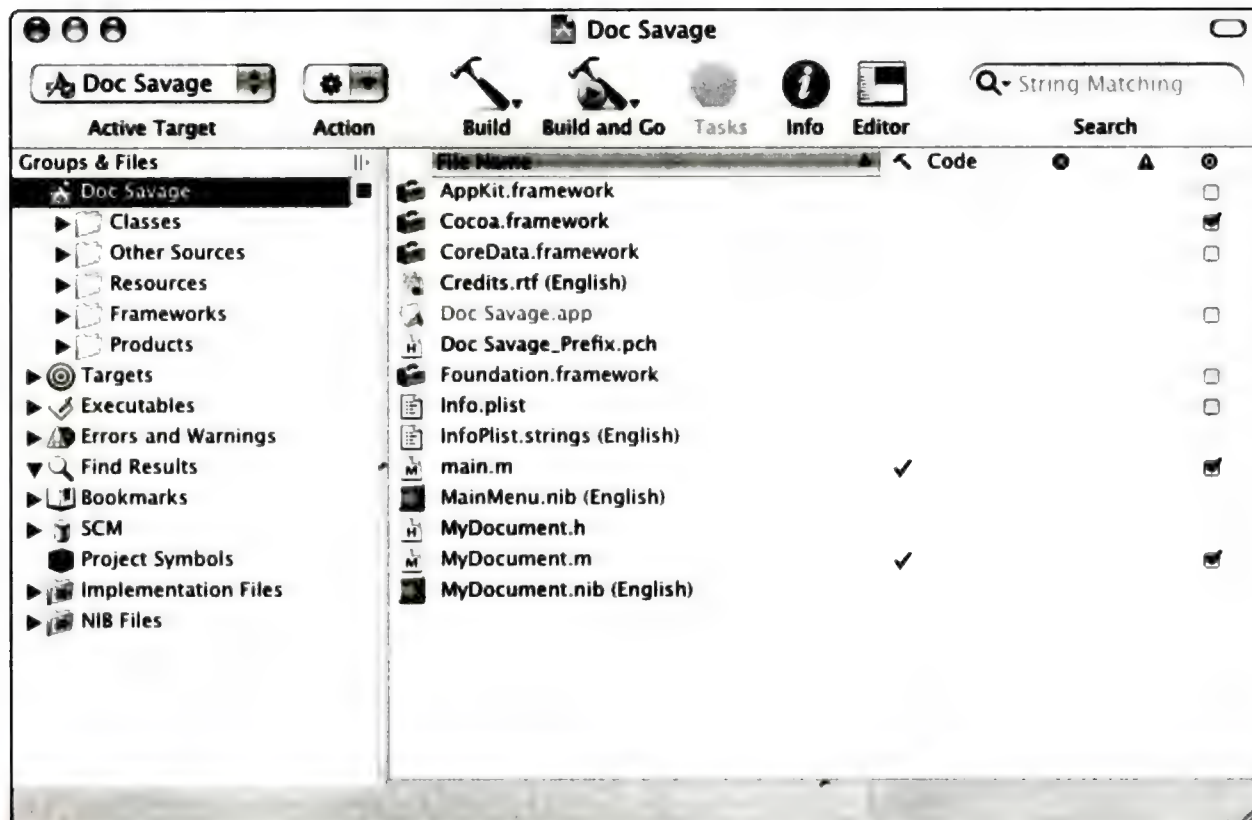 Doc Savage
Doc Savage
String Matching
Active Target
Action
Build
Build and Go
Tasks
Info
Editor
Search
Groups & Files
Doc Savage
Classes
Other Sources
Resources
Frameworks
Products
Targets
Executables
Errors and Warnings
Find Results
Bookmarks
SCM
Project Symbols
Implementation Files
NIB Files
File Name
Code
AppKit.framework
Cocoa.framework
CoreData.framework
Credits.rtf (English)
Doc Savage.app
Doc Savage_Prefix.pch
Foundation.framework
Info.plist
InfoPlist.strings (English)
main.m
MainMenu.nib (English)
MyDocument.h
MyDocument.m
MyDocument.nib (English)